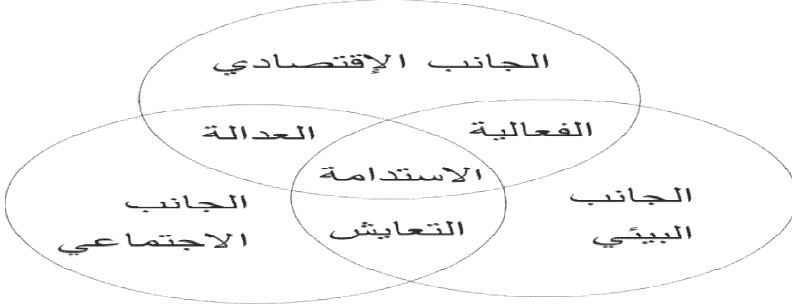 الجانب الإقتصادي
العدالة
الفعالية
الاستدامة
الجانب
البيئي
الجانب
الاجتماعي
التعايش